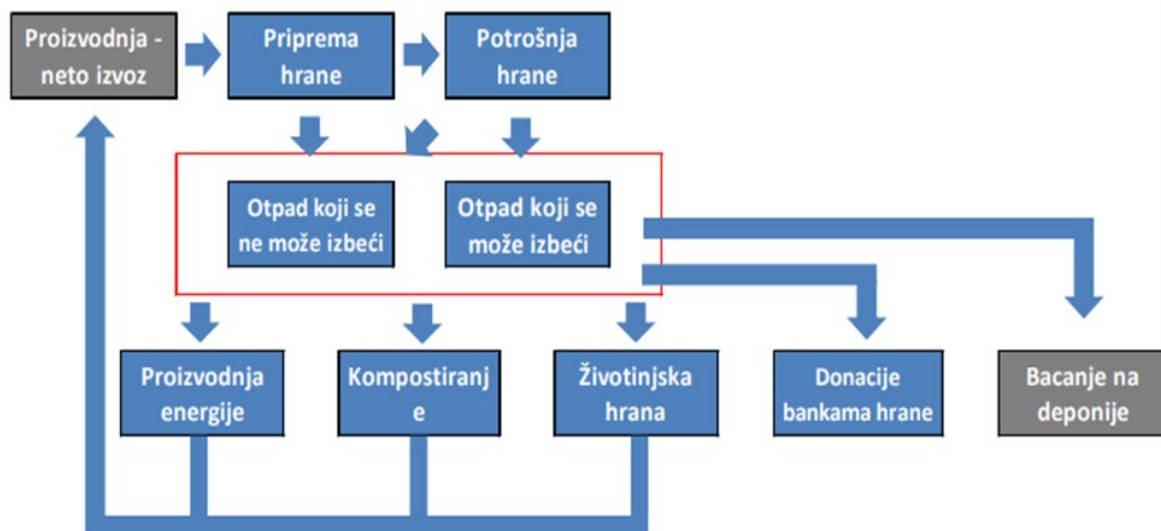 Proizvodnja -
neto izvoz
Priprema
hrane
Potrošnja
hrane
Otpad koji se
ne može izbeći
Otpad koji se
može izbeći
Proizvodnja
energije
Kompostiranj
e
Životinjska
hrana
Donacije
bankama hrane
Bacanje na
deponije